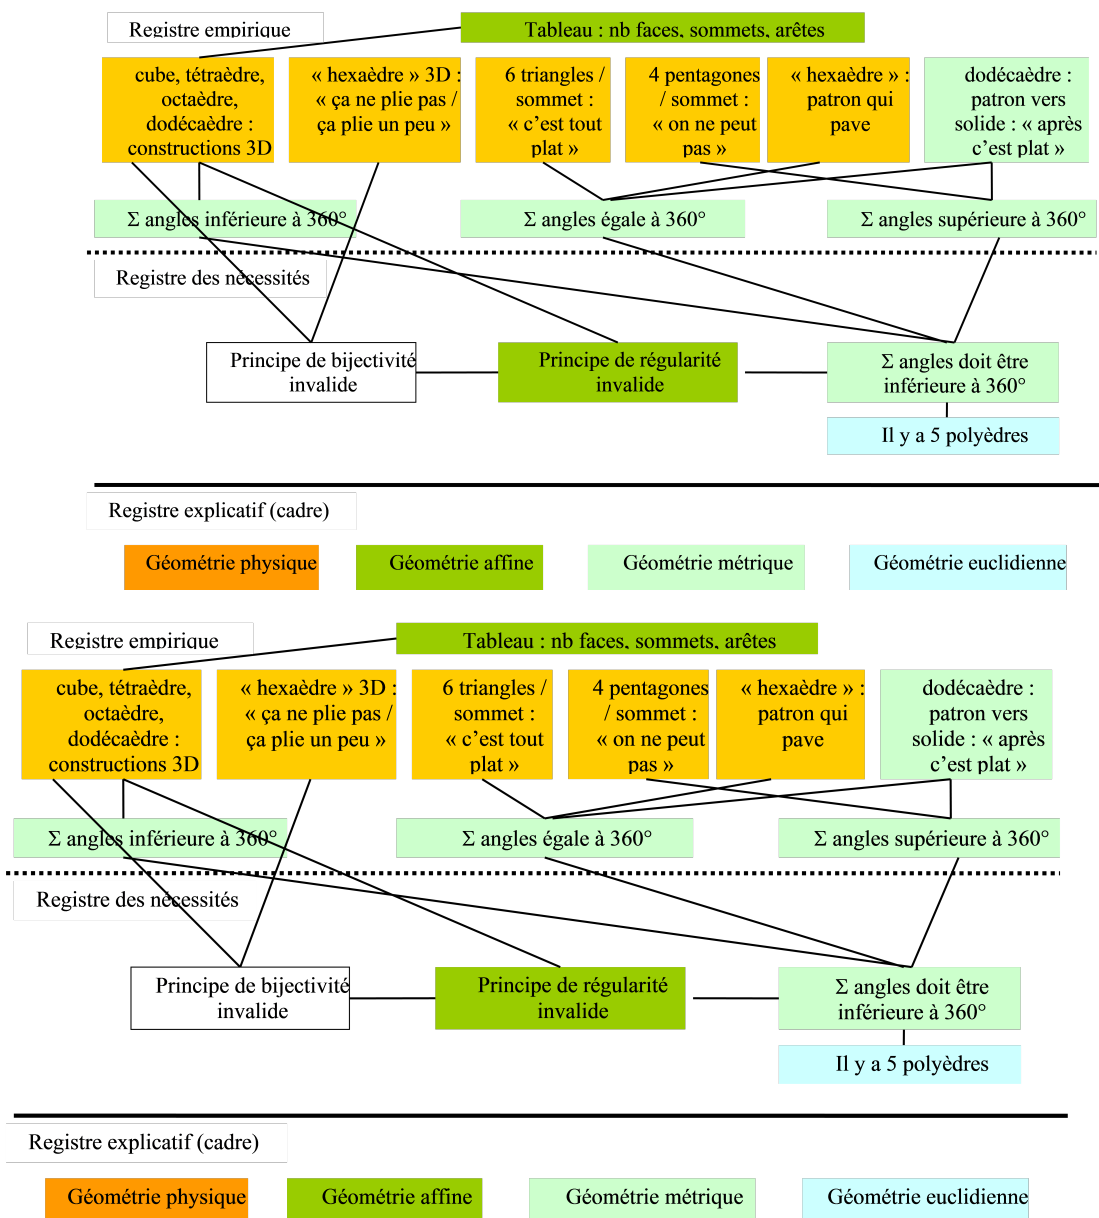 Registre empirique
Tableau : nb faces, sommets, arêtes
cube, tétraèdre,
octaèdre,
dodécaèdre :
constructions 3D
« hexaèdre » 3D :
« ça ne plie pas /
ça plie un peu »
6 triangles /
sommet :
« c'est tout
plat »
4 pentagones
/ sommet :
« on ne peut
pas »
« hexaèdre » :
patron qui
pave
dodécaèdre :
patron vers
solide : « après
c'est plat »
Σ angles inférieure à 360°
Σ angles égale à 360°
Σ angles supérieure à 360°
Registre des nécessités
Principe de bijectivité
invalide
Principe de régularité
invalide
Σ angles doit être
inférieure à 360°
Il y a 5 polyèdres
Registre explicatif (cadre)
Géométrie physique
Géométrie affine
Géométrie métrique
Géométrie euclidienne
Registre empirique
Tableau : nb faces, sommets, arêtes
cube, tétraèdre,
octaèdre,
dodécaèdre :
constructions 3D
« hexaèdre » 3D :
« ça ne plie pas /
ça plie un peu »
6 triangles /
sommet :
« c'est tout
plat »
4 pentagones
/ sommet :
« on ne peut
pas »
« hexaèdre » :
patron qui
pave
dodécaèdre :
patron vers
solide : « après
c'est plat »
Σ angles inférieure à 360°
Σ angles égale à 360°
Σ angles supérieure à 360°
Registre des nécessités
Principe de bijectivité
invalide
Principe de régularité
invalide
Σ angles doit être
inférieure à 360°
Il y a 5 polyèdres
Registre explicatif (cadre)
Géométrie physique
Géométrie affine
Géométrie métrique
Géométrie euclidienne